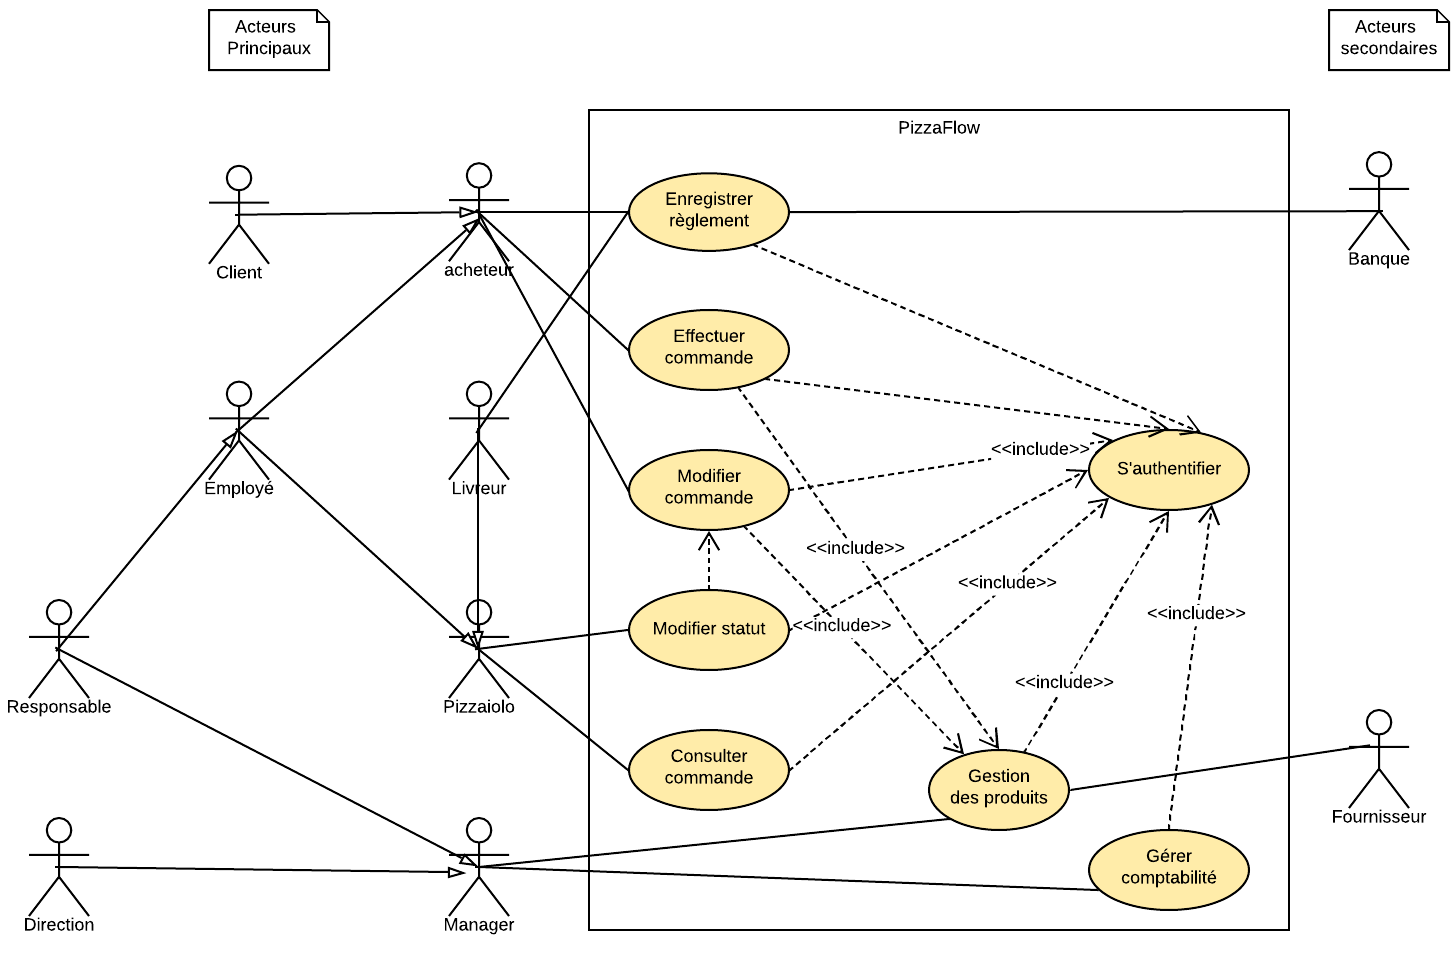 Acteurs
Principaux
Acteurs
secondaires
PizzaFlow
Enregistrer
règlement
Client
acheteur
Banque
Effectuer
commande
<<include>>
S'authentifier
Modifier
commande
Employé
Livreur
<<include>>
<<include>>
<<include>>
<<include>>
Modifier statut
<<include>>
Responsable
Pizzaiolo
Consulter
commande
Gestion
des produits
Fournisseur
Gérer
comptabilité
Direction
Manager